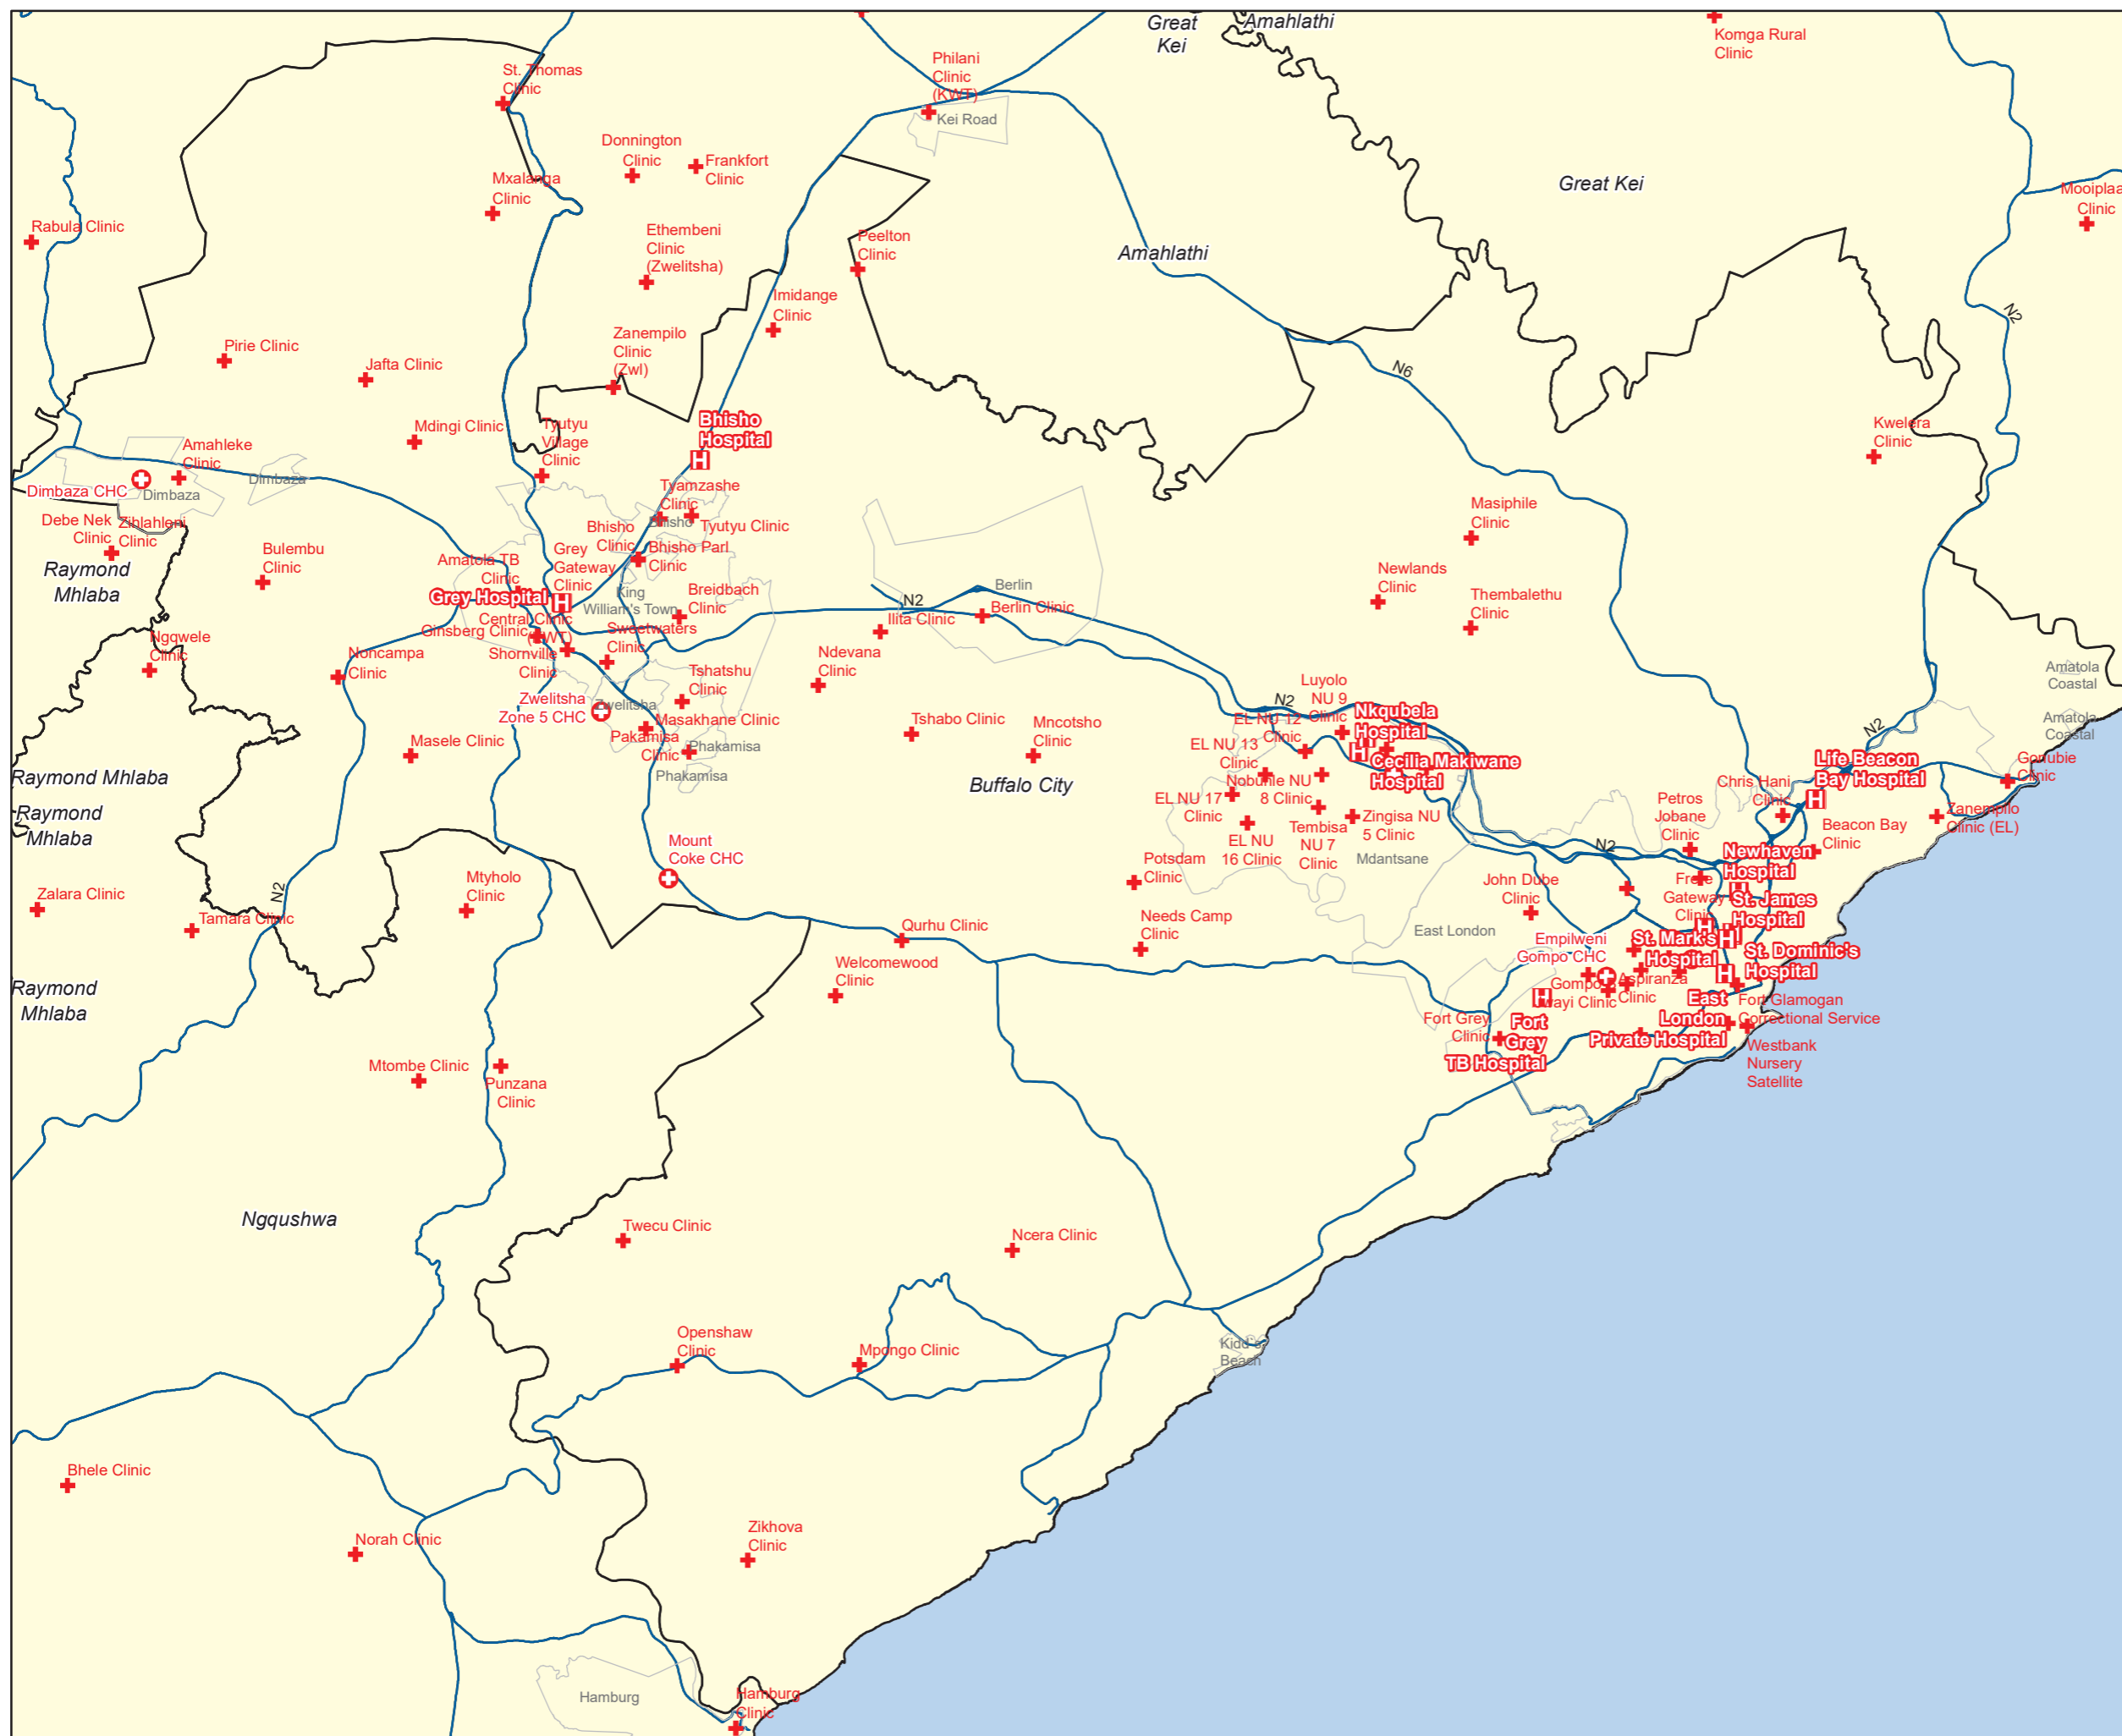 Great
Kei
Amahlathi
Komga Rural
Clinic
Philani
Clinic
(KWT)
Kei Road
St. Thomas
Clinic
Donnington
Clinic
Frankfort
Clinic
Mxalanga
Clinic
Great Kei
Mooiplaa
Clinic
Rabula Clinic
Ethembeni
Clinic
(Zwelitsha)
Peelton
Clinic
Amahlathi
Imidange
Clinic
N2
Zanempilo
Clinic
(Zwl)
Pirie Clinic
Jafta Clinic
N6
Bhisho
Hospital
Mdingi Clinic
Tyutyu
Village
Clinic
Kwelera
Clinic
Amahleke
Clinic
Dimbaza CHC
Dimbaza
Dimbaza
Tyamzashe
Clinic
Bhisho
Tyutyu Clinic
Masiphile
Clinic
Debe Nek
Clinic
Zihlahleni
Clinic
Bhisho
Clinic
Bhisho Parl
Clinic
Bulembu
Clinic
Amatola TB
Clinic
Grey
Gateway
Clinic
Raymond
Mhlaba
Grey Hospital
King
William's Town
Breidbach
Clinic
Berlin
N2
Berlin Clinic
Ilita Clinic
Newlands
Clinic
Thembalethu
Clinic
Central Clinic
(KWT)
Ginsberg Clinic
Sweetwaters
Clinic
Ngqwele
Clinic
Noncampa
Clinic
Shornville
Clinic
Ndevana
Clinic
Tshatshu
Clinic
Amatola
Coastal
Luyolo
NU 9
Clinic
N2
Zwelitsha
Zone 5 CHC
Zwelitsha
Masakhane Clinic
Tshabo Clinic
Mncotsho
Clinic
EL NU 12
Clinic
Nkqubela
Hospital
Amatola
Coastal
N2
Masele Clinic
Pakamisa
Clinic
Phakamisa
Phakamisa
EL NU 13
Clinic
Cecilia Makiwane
Hospital
Life Beacon
Bay Hospital
Gonubie
Clinic
Raymond Mhlaba
Buffalo City
Nobuhle NU
8 Clinic
Chris Hani
Clinic
Raymond
Mhlaba
EL NU 17
Clinic
Petros
Jobane
Clinic
Zanempilo
Clinic (EL)
EL NU
16 Clinic
Tembisa
NU 7
Clinic
Zingisa NU
5 Clinic
Beacon Bay
Clinic
Mount
Coke CHC
Mdantsane
N2
Newhaven
Hospital
Potsdam
Clinic
Zalara Clinic
N2
Mtyholo
Clinic
John Dube
Clinic
Frere
Gateway
Clinic
St. James
Hospital
Tamara Clinic
Qurhu Clinic
Needs Camp
Clinic
East London
Empilweni
Gompo CHC
St. Mark's
Hospital
St. Dominic's
Hospital
Welcomewood
Clinic
Raymond
Mhlaba
Aspiranza
Clinic
East
London
Private Hospital
Fort Glamogan
Correctional Service
Fort Grey
Clinic
Fort
Grey
TB Hospital
Westbank
Nursery
Satellite
Mtombe Clinic
Punzana
Clinic
Ngqushwa
Twecu Clinic
Ncera Clinic
Openshaw
Clinic
Mpongo Clinic
Kidd's
Beach
Bhele Clinic
Norah Clinic
Zikhova
Clinic
Hamburg
Hamburg
Clinic